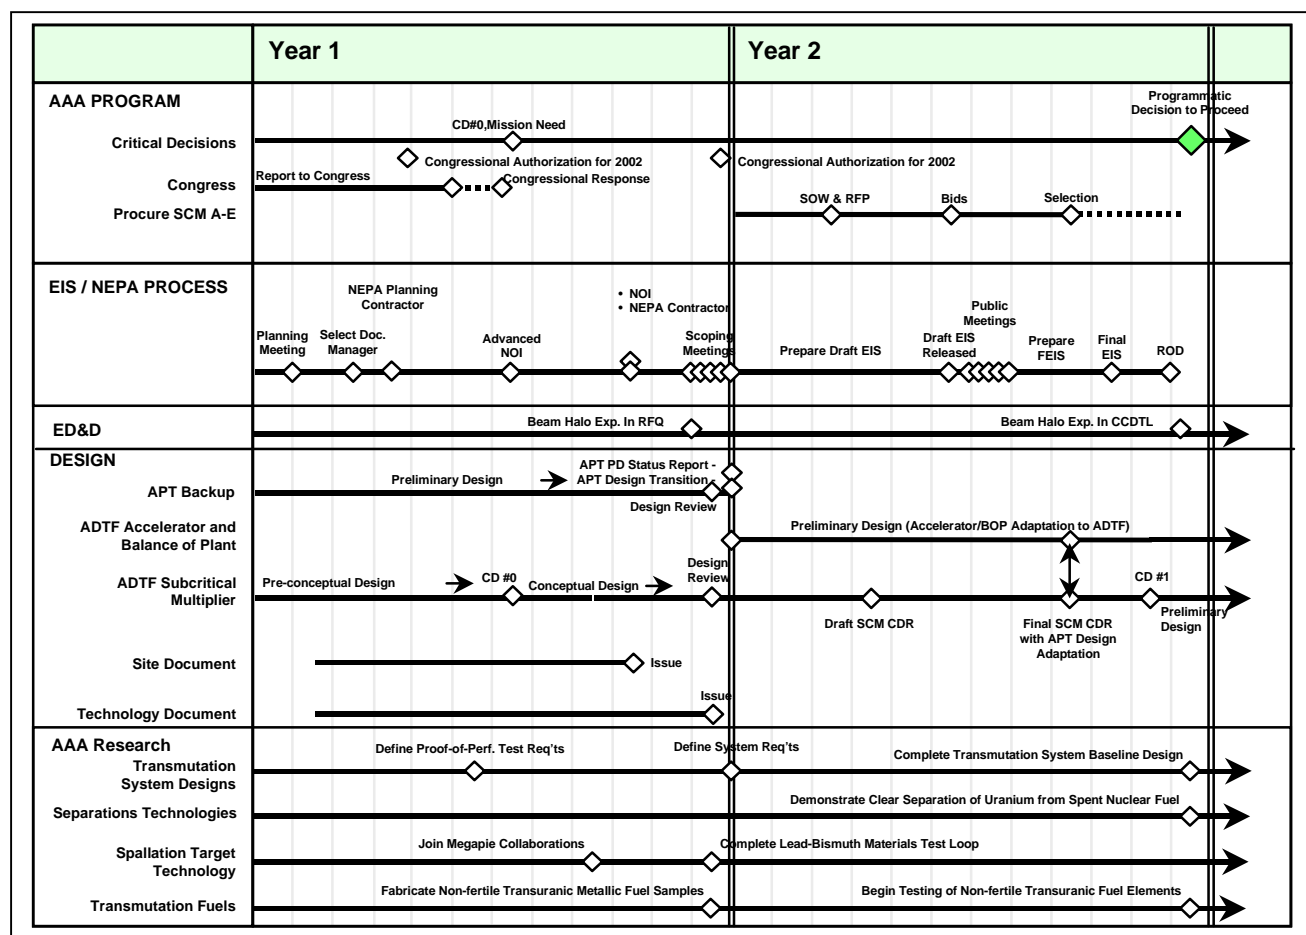 Year 1
Year 2
AAA PROGRAM
Programmatic
Decision to Proceed
Critical Decisions
CD#0,Mission Need
Congressional Authorization for 2002
Congressional Authorization for 2002
Congress
Report to Congress
Congressional Response
Procure SCM A-E
SOW & RFP
Bids
Selection
EIS / NEPA PROCESS
NEPA Planning
Contractor
• NOI
• NEPA Contractor
Planning
Meeting
Select Doc.
Manager
Advanced
NOI
Scoping
Meetings
Prepare Draft EIS
Draft EIS
Released
Public
Meetings
Prepare
FEIS
Final
EIS
ROD
ED&D
Beam Halo Exp. In RFQ
Beam Halo Exp. In CCDTL
DESIGN
APT Backup
Preliminary Design
APT PD Status Report -
APT Design Transition -
Design Review
ADTF Accelerator and
Balance of Plant
Preliminary Design (Accelerator/BOP Adaptation to ADTF)
ADTF Subcritical
Multiplier
Pre-conceptual Design
CD #0
Conceptual Design
Design
Review
Draft SCM CDR
Final SCM CDR
with APT Design
Adaptation
CD #1
Preliminary
Design
Site Document
Issue
Technology Document
Issue
AAA Research
Transmutation
System Designs
Define Proof-of-Perf. Test Req'ts
Define System Req'ts
Complete Transmutation System Baseline Design
Separations Technologies
Demonstrate Clear Separation of Uranium from Spent Nuclear Fuel
Spallation Target
Technology
Join Megapie Collaborations
Complete Lead-Bismuth Materials Test Loop
Transmutation Fuels
Fabricate Non-fertile Transuranic Metallic Fuel Samples
Begin Testing of Non-fertile Transuranic Fuel Elements